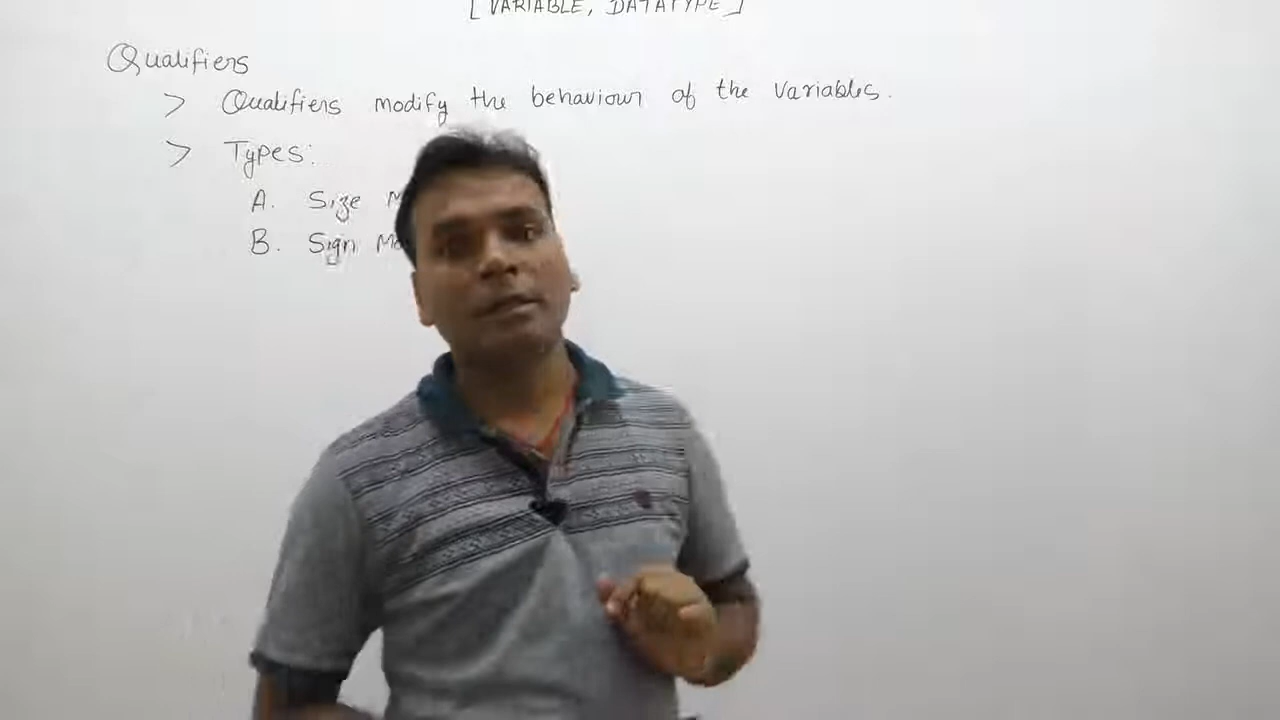 [VARIABLE, DATATYPE]
Qualifiers
> Qualifiers modify the behaviour of the variables.
> Types:
A. Size
B. Sign